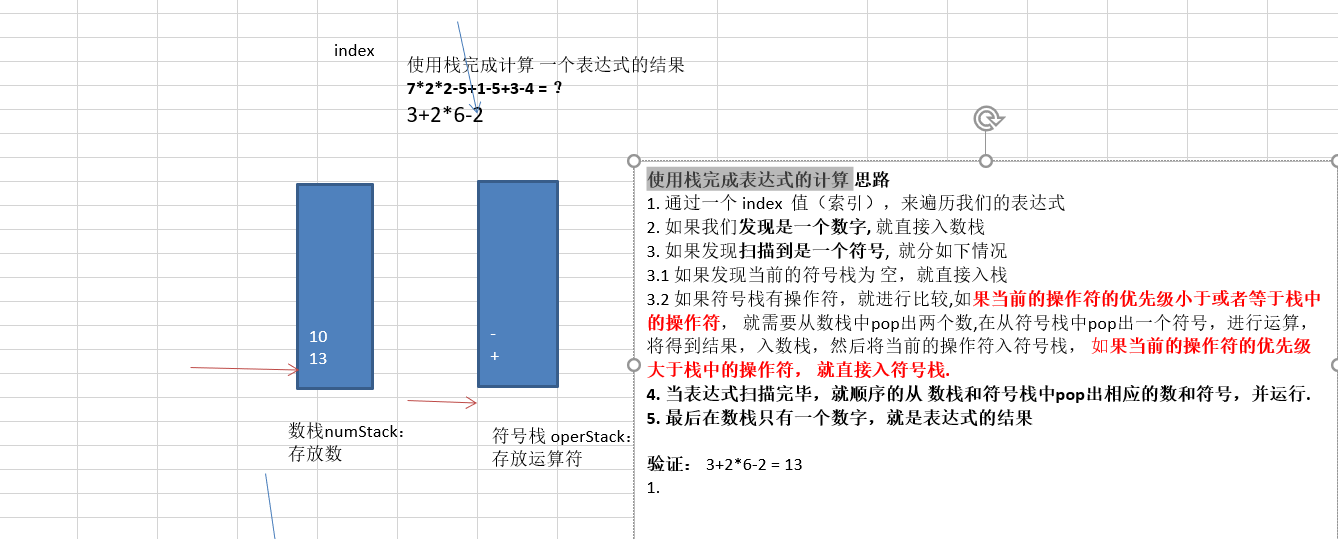 index
使用栈完成计算 一个表达式的结果
7*2*2-5+1-5+3-4 = ？
3+2*6-2
10
13
-
+
数栈numStack：
存放数
符号栈 operStack：
存放运算符
使用栈完成表达式的计算 思路
1. 通过一个 index  值（索引），来遍历我们的表达式
2. 如果我们发现是一个数字, 就直接入数栈
3. 如果发现扫描到是一个符号,  就分如下情况
3.1 如果发现当前的符号栈为 空，就直接入栈
3.2 如果符号栈有操作符，就进行比较,如果当前的操作符的优先级小于或者等于栈中
的操作符， 就需要从数栈中pop出两个数,在从符号栈中pop出一个符号，进行运算，
将得到结果，入数栈，然后将当前的操作符入符号栈， 如果当前的操作符的优先级
大于栈中的操作符， 就直接入符号栈.
4. 当表达式扫描完毕，就顺序的从 数栈和符号栈中pop出相应的数和符号，并运行.
5. 最后在数栈只有一个数字，就是表达式的结果
验证： 3+2*6-2 = 13
1.